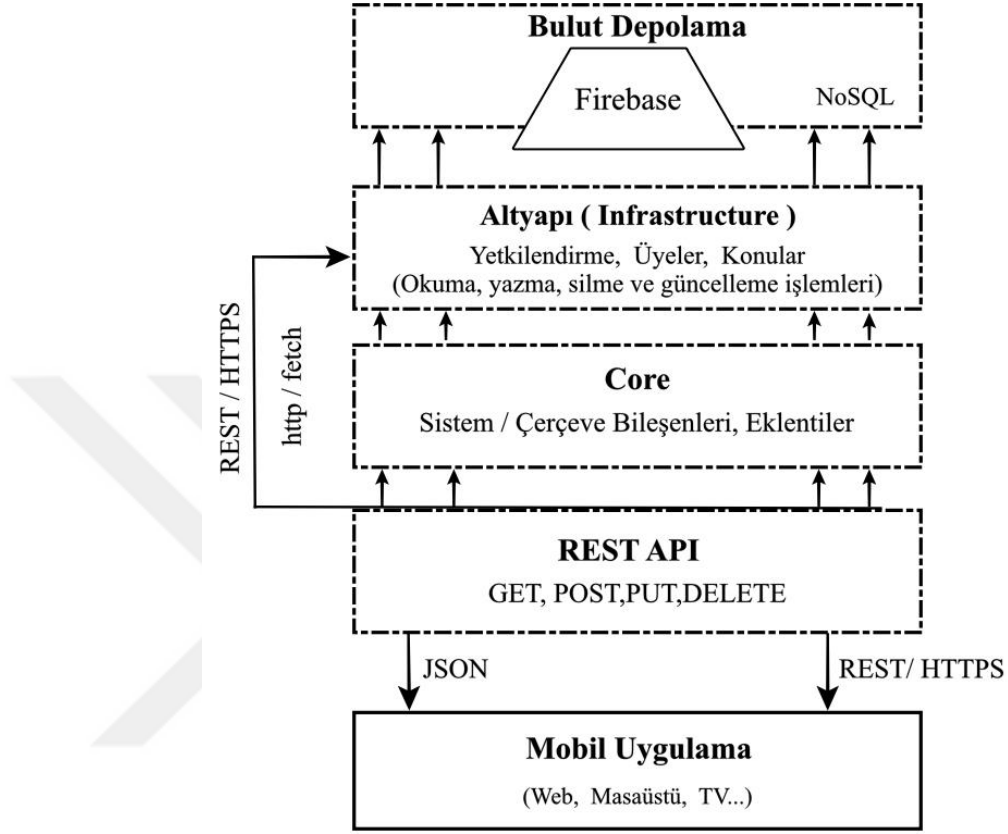 Bulut Depolama
Firebase
NoSQL
Altyapı ( Infrastructure )
Yetkilendirme, Üyeler, Konular
(Okuma, yazma, silme ve güncelleme işlemleri)
REST / HTTPS
http / fetch
Core
Sistem / Çerçeve Bileşenleri, Eklentiler
REST API
GET, POST,PUT,DELETE
JSON
REST/ HTTPS
Mobil Uygulama
(Web, Masaüstü, TV...)